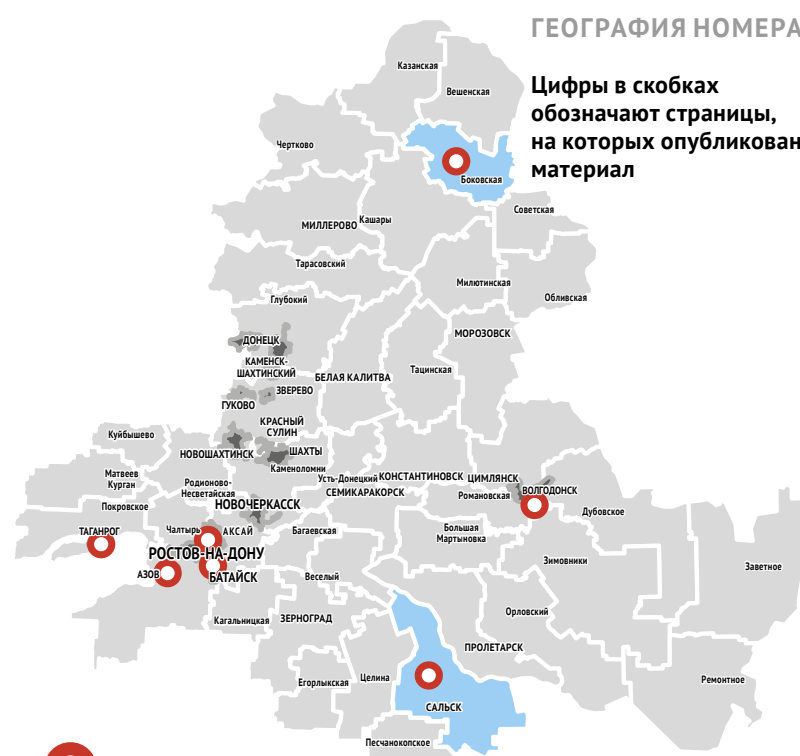 ГЕОГРАФИЯ НОМЕРА
Цифры в скобках
обозначают страницы,
на которых опубликован
материал
Казанская
Вешенская
Чертково
Боковская
Советская
Кашары
МИЛЛЕРОВО
Тарасовский
Милютинская
Обливская
Глубокий
МОРОЗОВСК
ДОНЕЦК
КАМЕНСК-
ШАХТИНСКИЙ
Тацинская
БЕЛАЯ КАЛИТВА
ЗВЕРЕВО
ГУКОВО
КРАСНЫЙ
СУЛИН
Куйбышево
НОВОШАХТИНСК
ШАХТЫ
Каменоломни
Матвеев
Курган
Родионово-
Несветайская
Усть-Донецкий
КОНСТАНТИНОВСК
ЦИМЛЯНСК
СЕМИКАРАКОРСК
Романовская
ВОЛГОДОНСК
Покровское
НОВОЧЕРКАССК
Дубовское
ТАГАНРОГ
Чалтырь
АКСАЙ
Багаевская
Большая
Мартыновка
РОСТОВ-НА-ДОНУ
Зимовники
Заветное
АЗОВ
БАТАЙСК
Веселый
Кагальницкая
ЗЕРНОГРАД
Орловский
ПРОЛЕТАРСК
Егорлыкская
Целина
Ремонтное
САЛЬСК
Песчанокопское